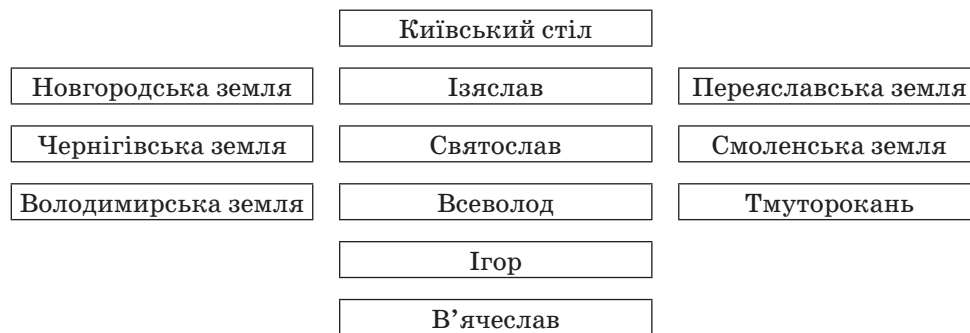 Київський стіл
Новгородська земля Ізяслав Переяславська земля
Чернігівська земля Святослав Смоленська земля
Володимирська земля Всеволод Тмуторокань
Ігор
В’ячеслав